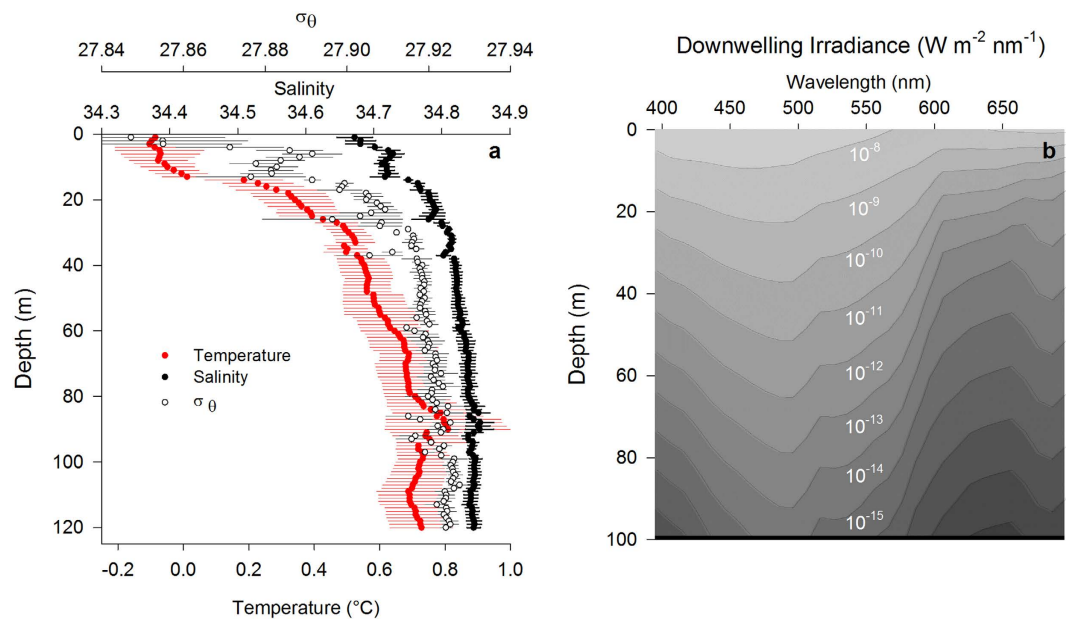 σθ
27.84 27.86 27.88 27.90 27.92 27.94
Salinity
34.3 34.4 34.5 34.6 34.7 34.8 34.9
a
0
20
40
60
80
100
120
Depth (m)
Temperature
Salinity
σ θ
-0.2 0.0 0.2 0.4 0.6 0.8 1.0
Temperature (°C)
Downwelling Irradiance (W m⁻² nm⁻¹)
Wavelength (nm)
400 450 500 550 600 650
b
0
20
40
60
80
100
Depth (m)
10⁻⁸
10⁻⁹
10⁻¹⁰
10⁻¹¹
10⁻¹²
10⁻¹³
10⁻¹⁴
10⁻¹⁵